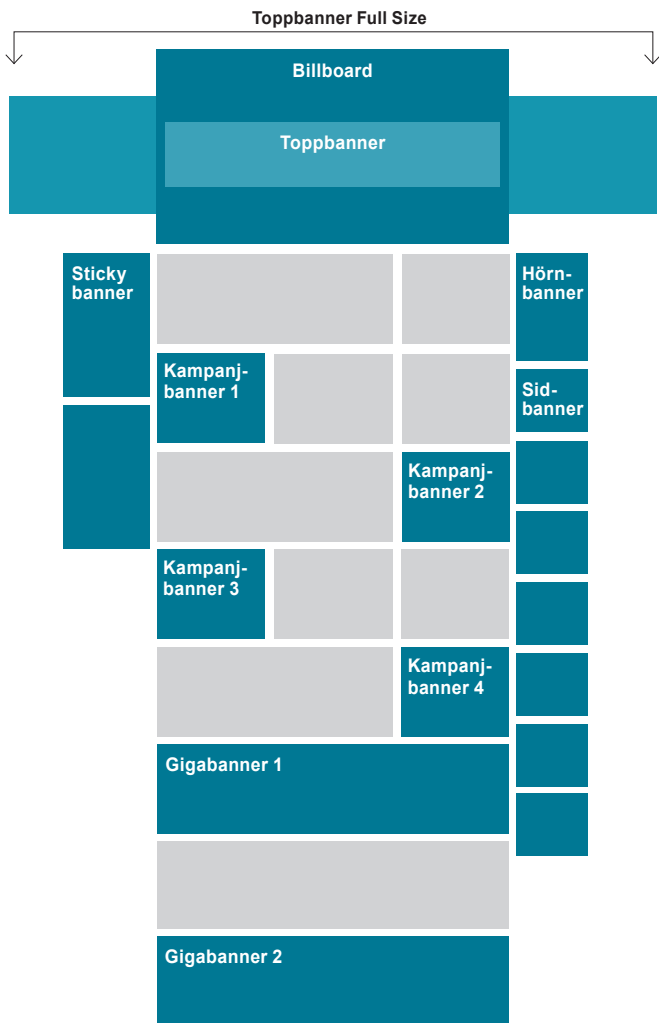 Toppbanner Full Size
Billboard
Toppbanner
Sticky
banner
Hörn-
banner
Kampanj-
banner 1
Sid-
banner
Kampanj-
banner 2
Kampanj-
banner 3
Kampanj-
banner 4
Gigabanner 1
Gigabanner 2